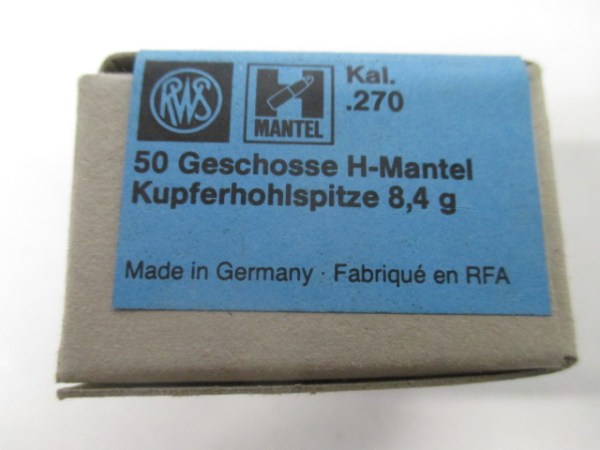 RWS
H
MANTEL
Kal.
.270
50 Geschosse H-Mantel
Kupferhohlspitze 8,4 g
Made in Germany · Fabriqué en RFA